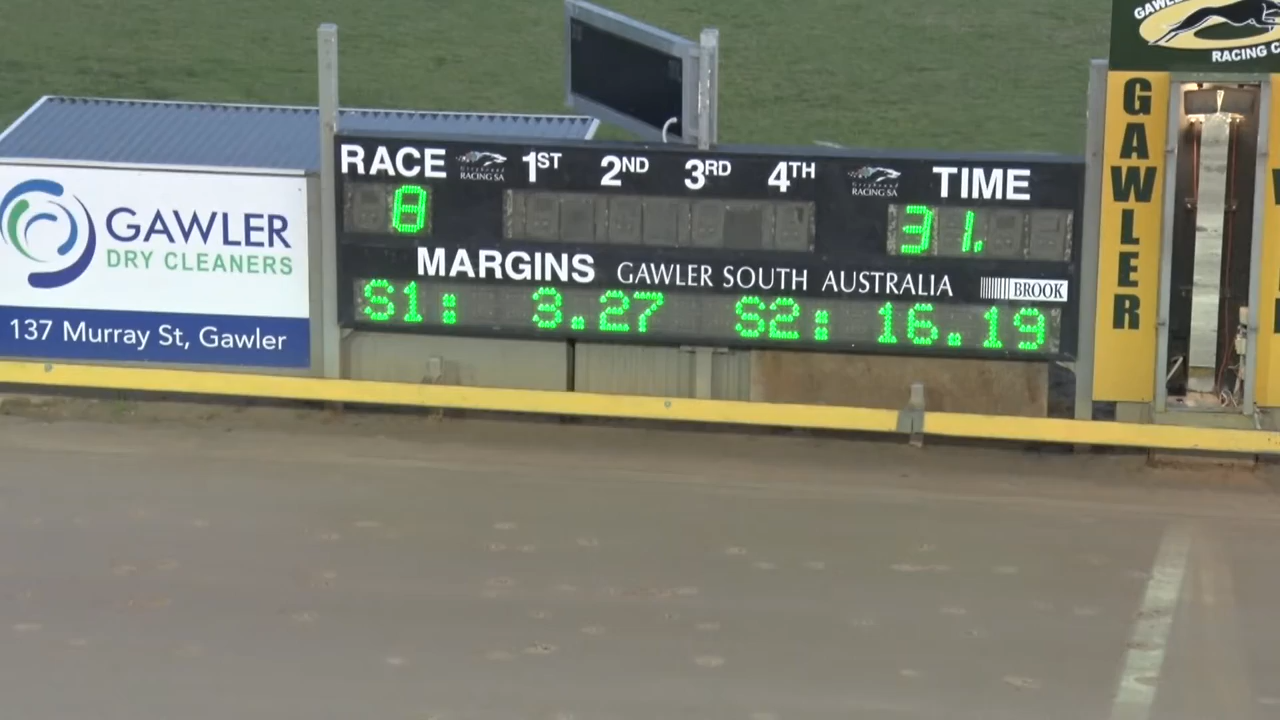 GAWLER
RACING C
GAWLER
DRY CLEANERS
137 Murray St, Gawler
RACE
RACING SA
1ST
2ND
3RD
4TH
RACING SA
TIME
8
31.
MARGINS
GAWLER SOUTH AUSTRALIA
BROOK
S1: 3.27 S2: 16.19
GAWLER